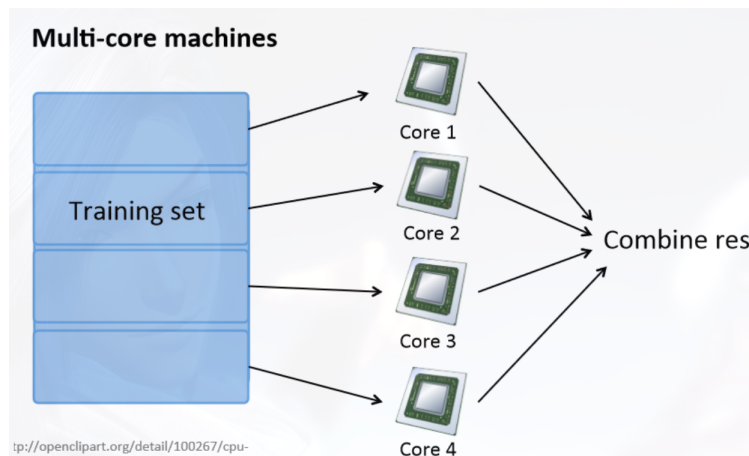 Multi-core machines
Core 1
Training set
Core 2
Combine res
Core 3
Core 4
tp://openclipart.org/detail/100267/cpu-